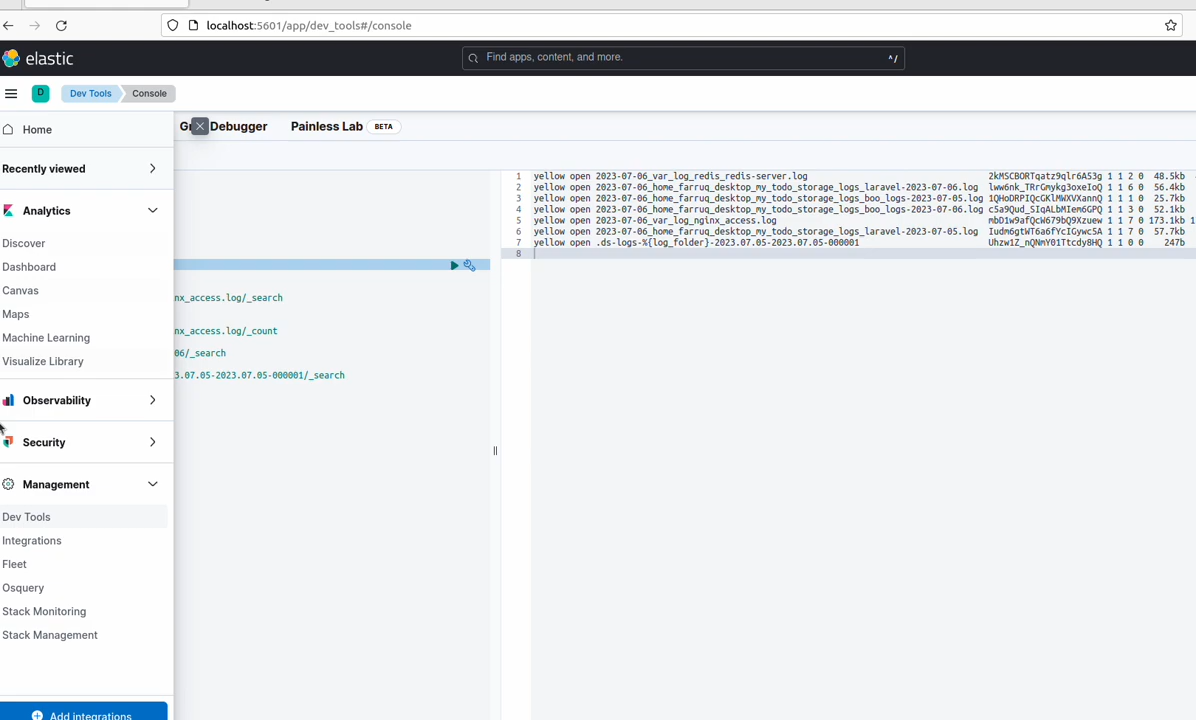 localhost:5601/app/dev_tools#/console
elastic
Find apps, content, and more.
^/
D
Dev Tools
Console
Home
Recently viewed
Analytics
Discover
Dashboard
Canvas
Maps
Machine Learning
Visualize Library
Observability
Security
Management
Dev Tools
Integrations
Fleet
Osquery
Stack Monitoring
Stack Management
Add integrations
Debugger
Painless Lab BETA
nx_access.log/_search
nx_access.log/_count
06/_search
3.07.05-2023.07.05-000001/_search
1 yellow open 2023-07-06_var_log_redis_redis-server.log 2kMSCBORTqatz9qlr6A53g 1 1 2 0 48.5kb
2 yellow open 2023-07-06_home_farruq_desktop_my_todo_storage_logs_laravel-2023-07-06.log lww6nk_TRrGmykg3oxeIoQ 1 1 6 0 56.4kb
3 yellow open 2023-07-06_home_farruq_desktop_my_todo_storage_logs_boo_logs-2023-07-05.log 1QHoDRPIQcGKlMWXVXannQ 1 1 1 0 25.7kb
4 yellow open 2023-07-06_home_farruq_desktop_my_todo_storage_logs_boo_logs-2023-07-06.log cSa9Qud_SIqALbMIem6GPQ 1 1 3 0 52.1kb
5 yellow open 2023-07-06_var_log_nginx_access.log mbD1w9afQcW679bQ9Xzuew 1 1 7 0 173.1kb 1
6 yellow open 2023-07-06_home_farruq_desktop_my_todo_storage_logs_laravel-2023-07-05.log Iudm6gtWT6a6fYcIGywc5A 1 1 7 0 57.7kb
7 yellow open .ds-logs-%{log_folder}-2023.07.05-2023.07.05-000001 Uhzw1Z_nQNmY01Ttcdy8HQ 1 1 0 0 247b
8